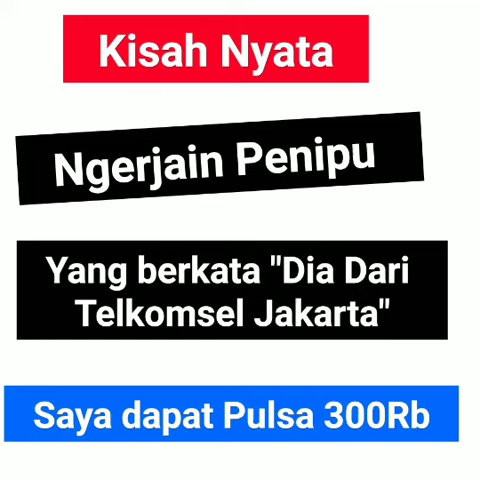 Kisah Nyata
Ngerjain Penipu
Yang berkata "Dia Dari
Telkomsel Jakarta"
Saya dapat Pulsa 300Rb